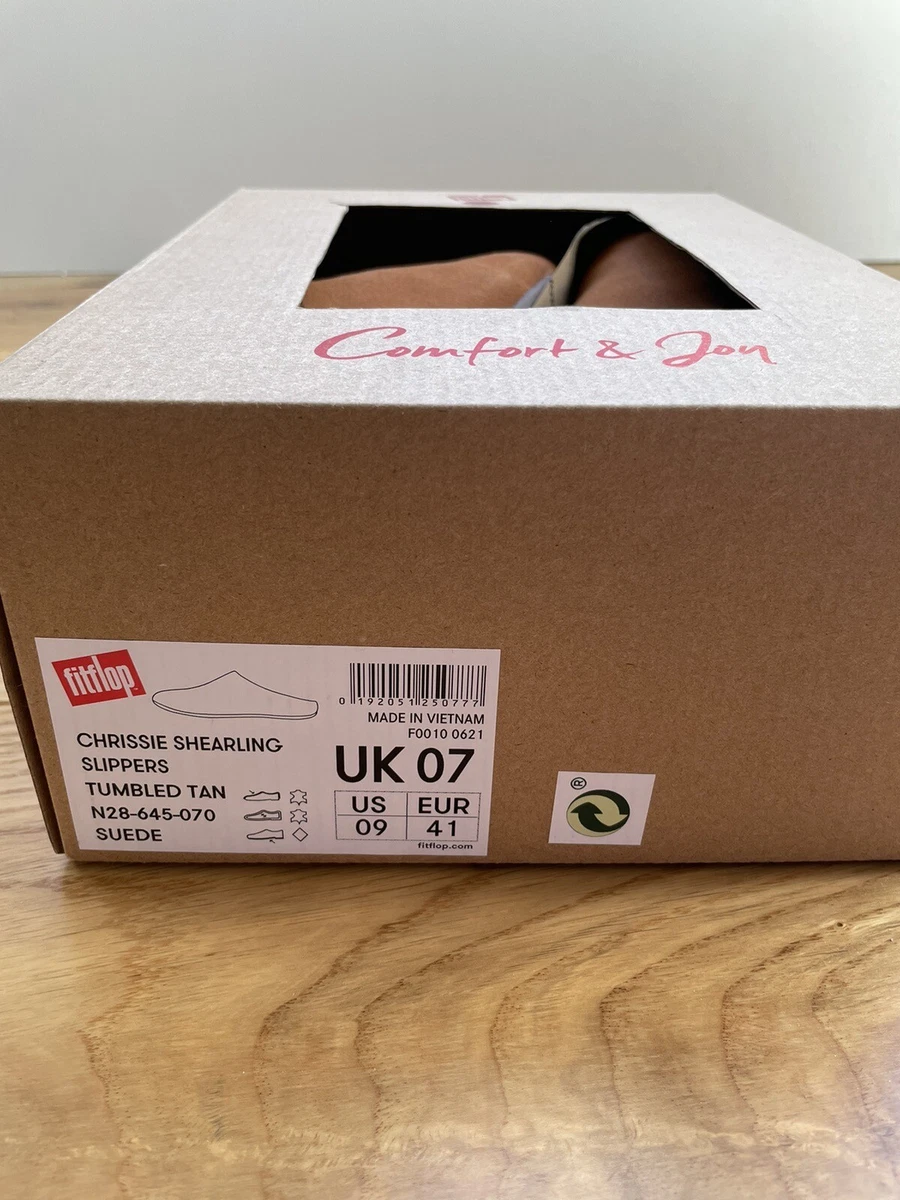 Comfort & Joy
fitflop
0 192051 250777
MADE IN VIETNAM
F0010 0621
CHRISSIE SHEARLING
SLIPPERS
TUMBLED TAN
N28-645-070
SUEDE
UK 07
US EUR
09 41
fitflop.com
®